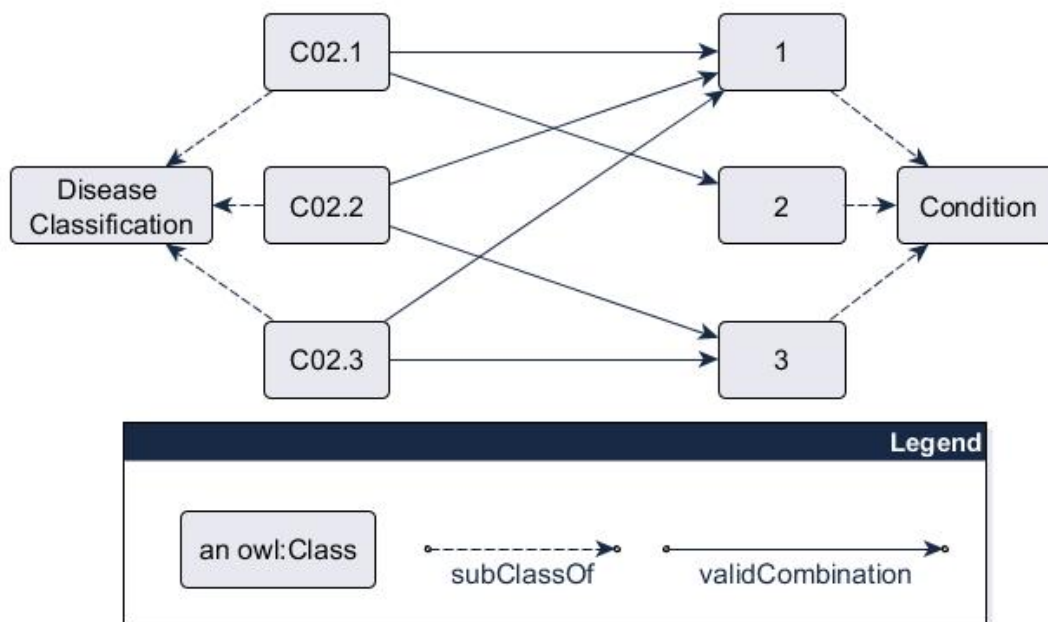 C02.1
1
Disease
Classification
C02.2
2
Condition
C02.3
3
Legend
an owl:Class
subClassOf
validCombination